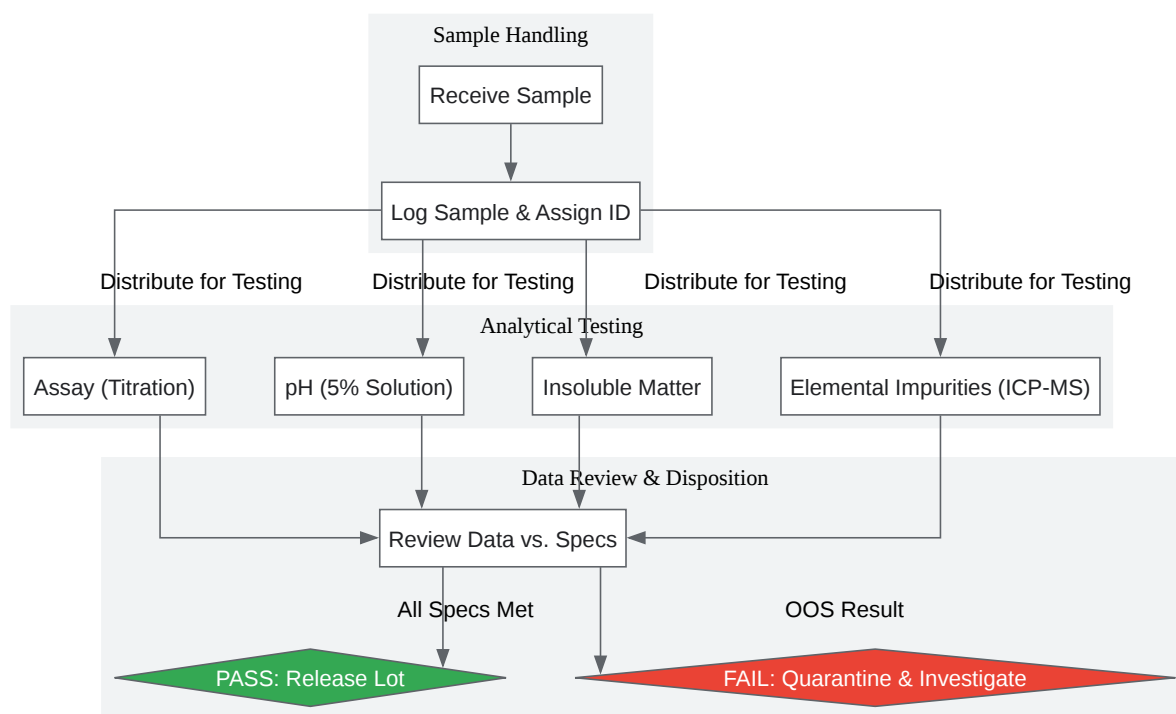 Sample Handling
Receive Sample
Log Sample & Assign ID
Distribute for Testing
Distribute for Testing
Distribute for Testing
Distribute for Testing
Analytical Testing
Assay (Titration)
pH (5% Solution)
Insoluble Matter
Elemental Impurities (ICP-MS)
Data Review & Disposition
Review Data vs. Specs
All Specs Met
OOS Result
PASS: Release Lot
FAIL: Quarantine & Investigate